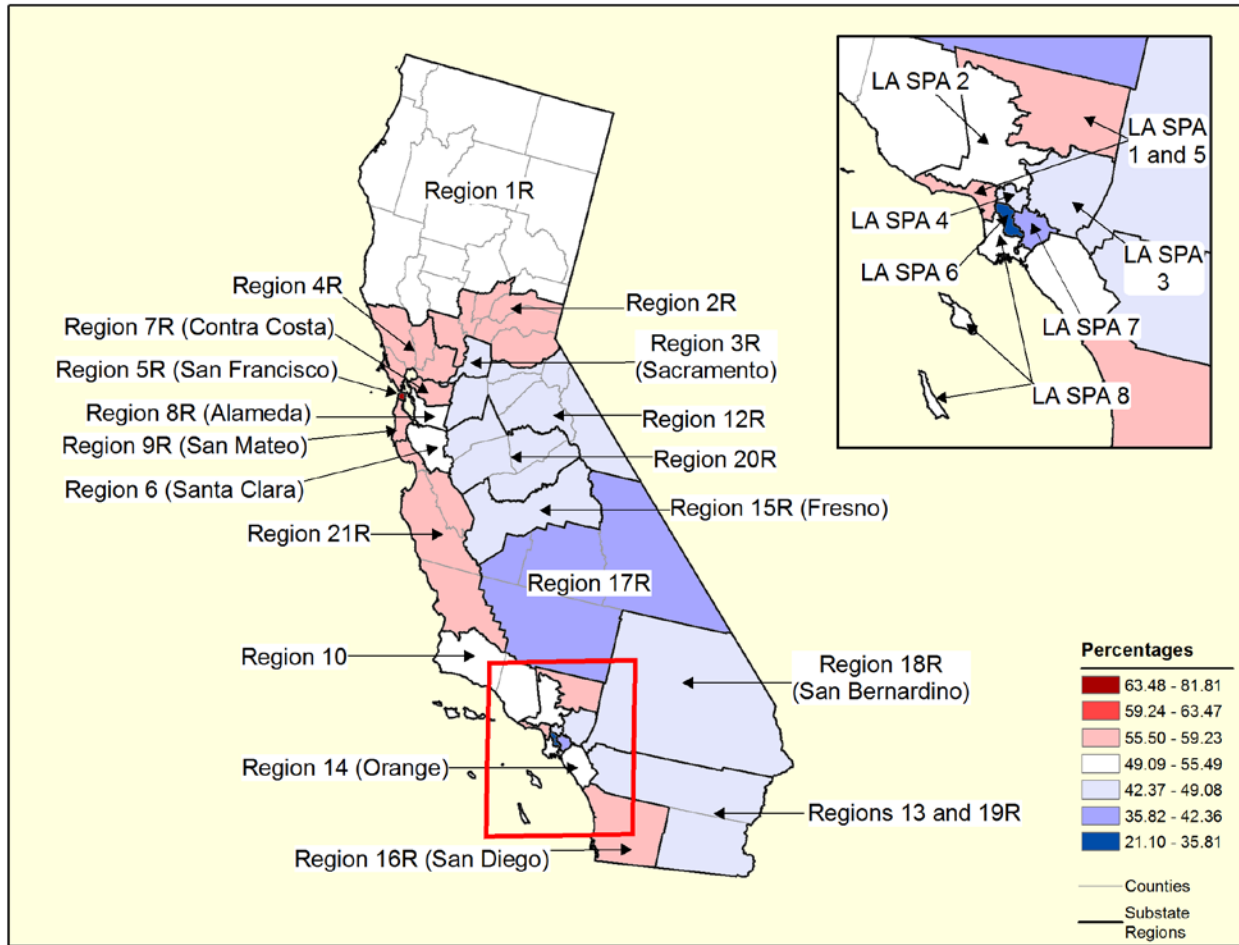 LA SPA 2
LA SPA
1 and 5
LA SPA 4
LA SPA 6
LA SPA
3
LA SPA 7
LA SPA 8
Region 1R
Region 4R
Region 2R
Region 7R (Contra Costa)
Region 3R
(Sacramento)
Region 5R (San Francisco)
Region 8R (Alameda)
Region 12R
Region 9R (San Mateo)
Region 20R
Region 6 (Santa Clara)
Region 15R (Fresno)
Region 21R
Region 17R
Region 10
Region 18R
(San Bernardino)
Region 14 (Orange)
Regions 13 and 19R
Region 16R (San Diego)
Percentages
63.48 - 81.81
59.24 - 63.47
55.50 - 59.23
49.09 - 55.49
42.37 - 49.08
35.82 - 42.36
21.10 - 35.81
Counties
Substate
Regions